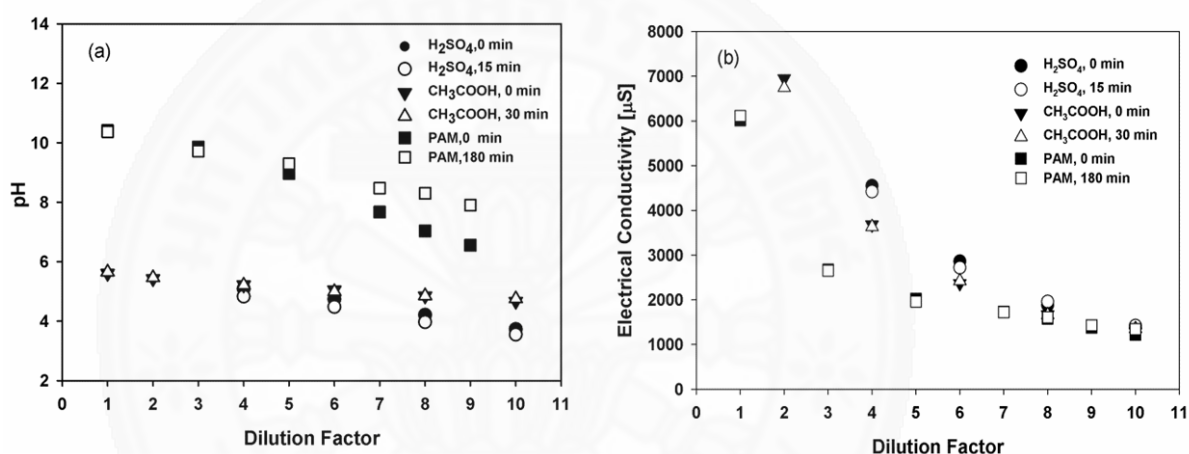 (a)
H₂SO₄,0 min
H₂SO₄,15 min
CH₃COOH, 0 min
CH₃COOH, 30 min
PAM,0 min
PAM,180 min
14
12
10
8
6
4
2
pH
0 1 2 3 4 5 6 7 8 9 10 11
Dilution Factor
(b)
H₂SO₄, 0 min
H₂SO₄, 15 min
CH₃COOH, 0 min
CH₃COOH, 30 min
PAM, 0 min
PAM, 180 min
8000
7000
6000
5000
4000
3000
2000
1000
0
Electrical Conductivity [µS]
0 1 2 3 4 5 6 7 8 9 10 11
Dilution Factor